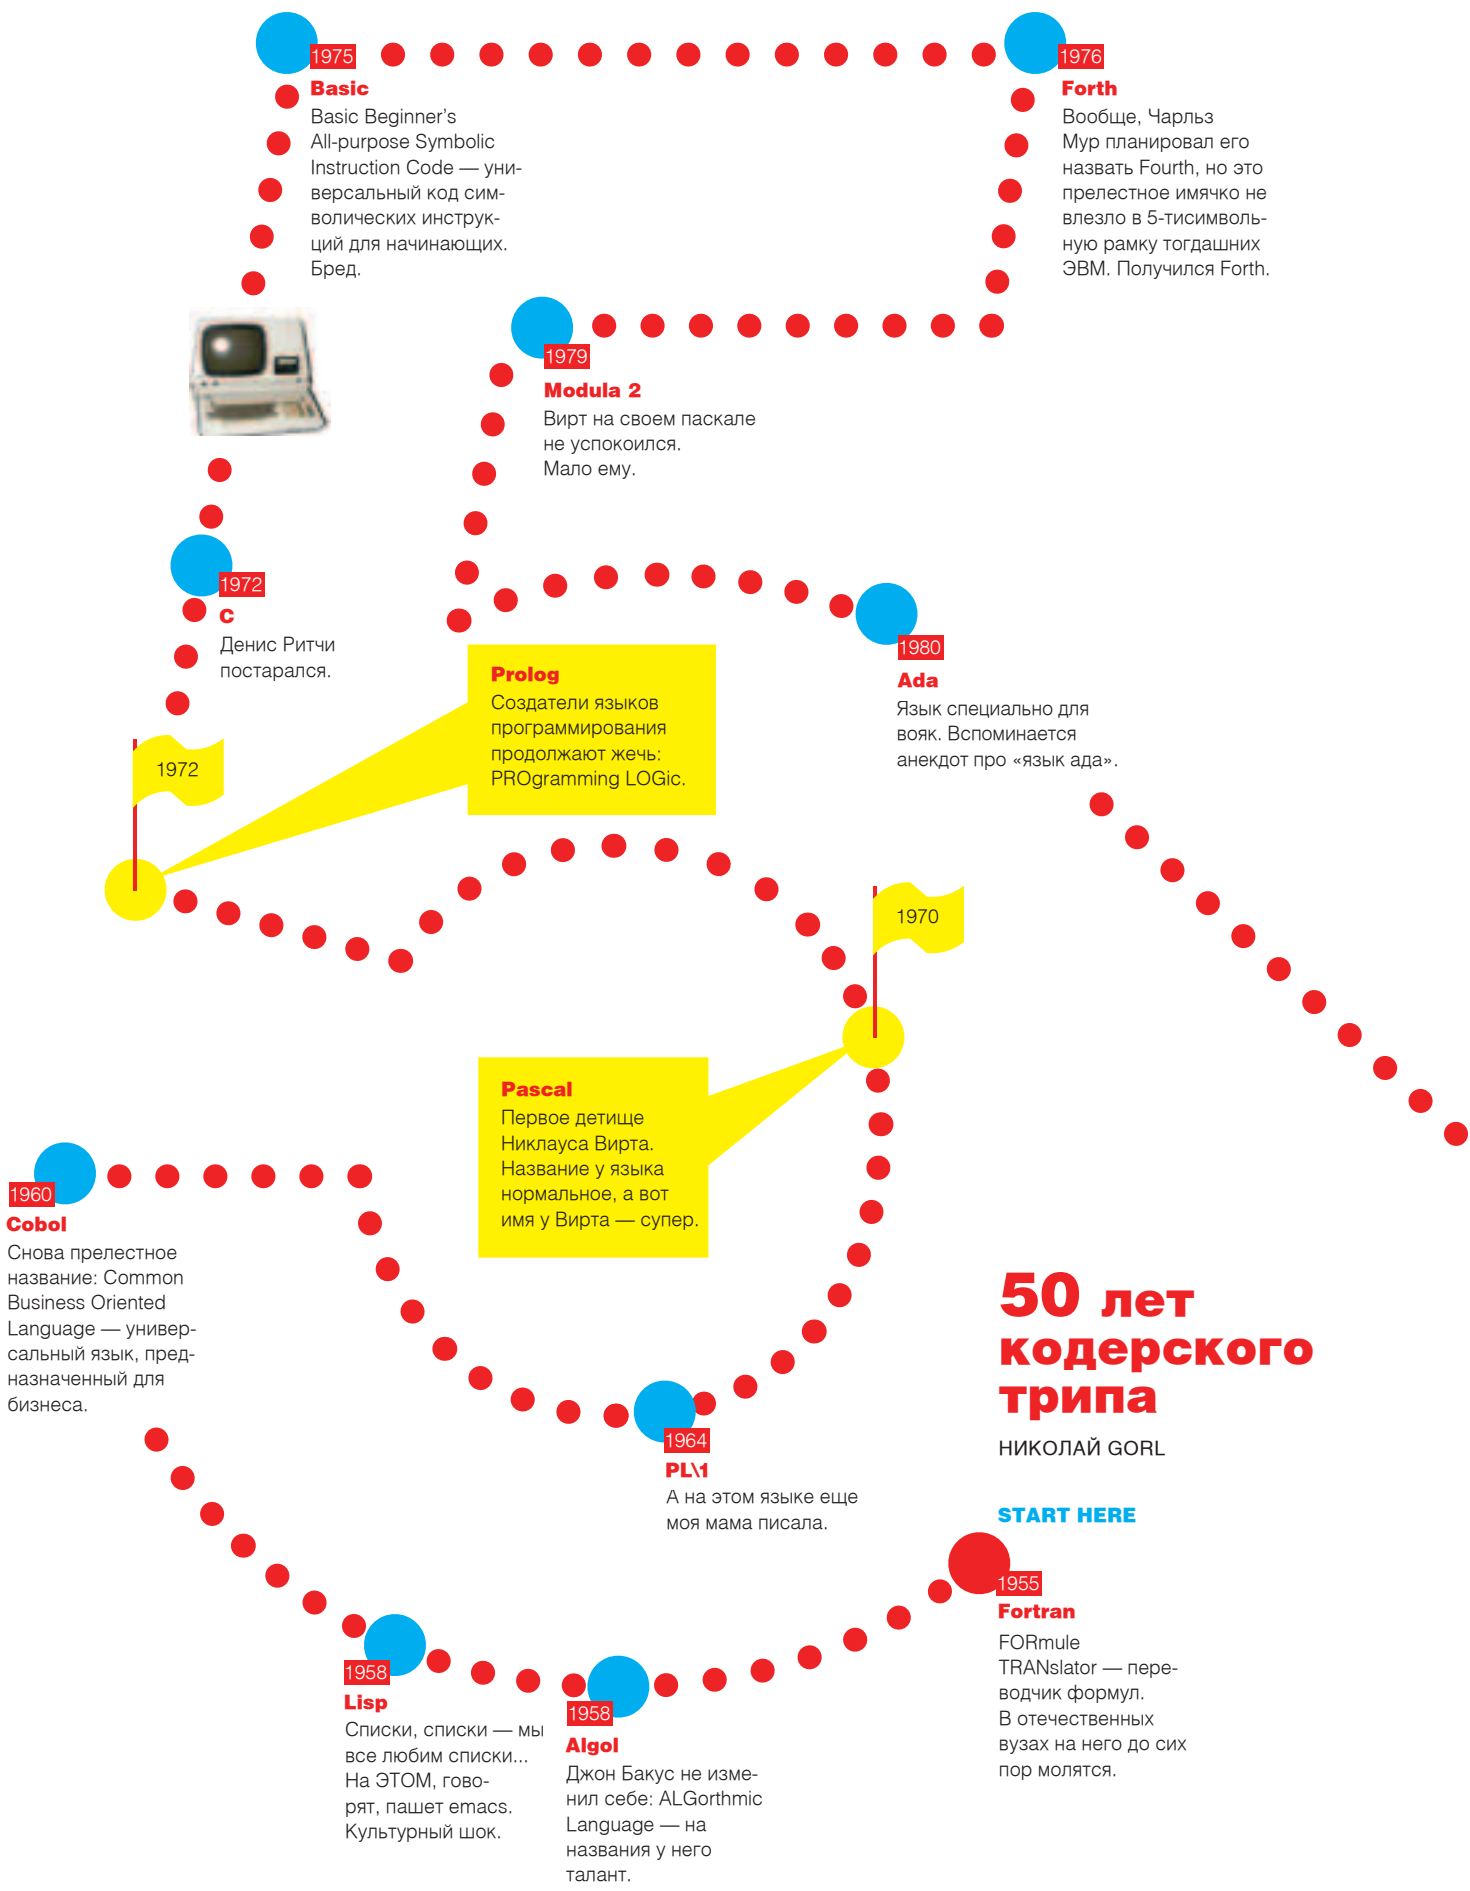 1975
Basic
Basic Beginner's
All-purpose Symbolic
Instruction Code — уни-
версальный код сим-
волических инструк-
ций для начинающих.
Бред.
1976
Forth
Вообще, Чарльз
Мур планировал его
назвать Fourth, но это
прелестное имячко не
влезло в 5-тисимволь-
ную рамку тогдашних
ЭВМ. Получился Forth.
1979
Modula 2
Вирт на своем паскале
не успокоился.
Мало ему.
1972
C
Денис Ритчи
постарался.
1980
Ada
Язык специально для
вояк. Вспоминается
анекдот про «язык ада».
Prolog
Создатели языков
программирования
продолжают жечь:
PROgramming LOGic.
1972
1970
Pascal
Первое детище
Никлауса Вирта.
Название у языка
нормальное, а вот
имя у Вирта — супер.
1960
Cobol
Снова прелестное
название: Common
Business Oriented
Language — универ-
сальный язык, пред-
назначенный для
бизнеса.
50 лет
кодерского
трипа
НИКОЛАЙ GORL
1964
PL\1
А на этом языке еще
моя мама писала.
START HERE
1955
Fortran
FORmule
TRANslator — пере-
водчик формул.
В отечественных
вузах на него до сих
пор молятся.
1958
Lisp
Списки, списки — мы
все любим списки...
На ЭТОМ, гово-
рят, пашет emacs.
Культурный шок.
1958
Algol
Джон Бакус не изме-
нил себе: ALGorthmic
Language — на
названия у него
талант.